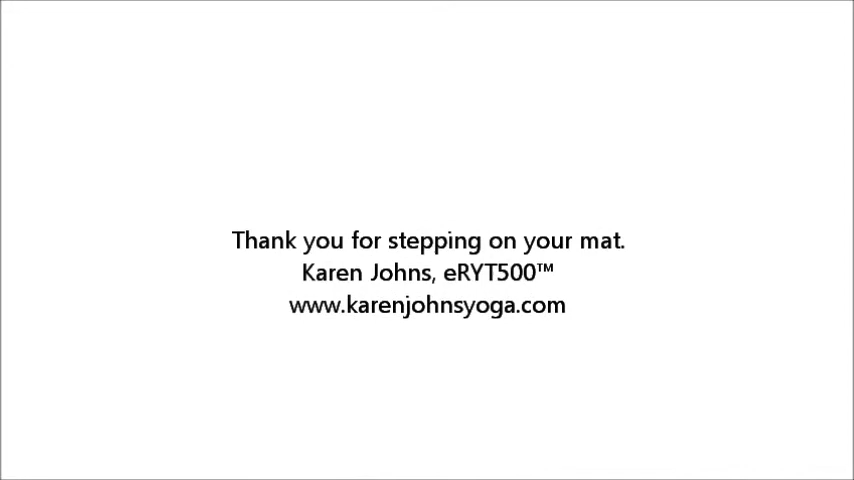 Thank you for stepping on your mat.
Karen Johns, eRYT500™
www.karenjohnsyoga.com